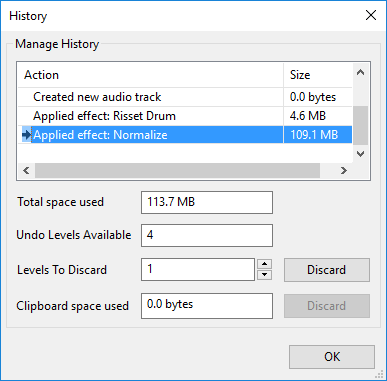 History
Manage History
Action Size
Created new audio track 0.0 bytes
Applied effect: Risset Drum 4.6 MB
Applied effect: Normalize 109.1 MB
Total space used 113.7 MB
Undo Levels Available 4
Levels To Discard 1 Discard
Clipboard space used 0.0 bytes Discard
OK